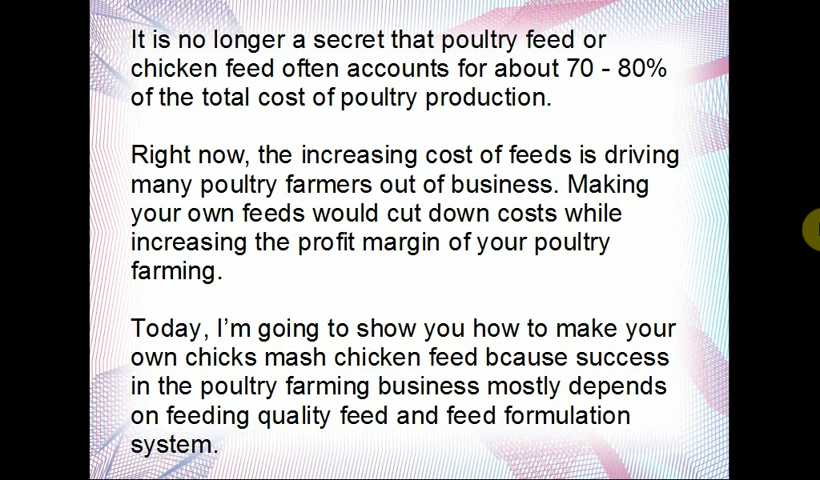 It is no longer a secret that poultry feed or
chicken feed often accounts for about 70 - 80%
of the total cost of poultry production.
Right now, the increasing cost of feeds is driving
many poultry farmers out of business. Making
your own feeds would cut down costs while
increasing the profit margin of your poultry
farming.
Today, I’m going to show you how to make your
own chicks mash chicken feed bcause success
in the poultry farming business mostly depends
on feeding quality feed and feed formulation
system.